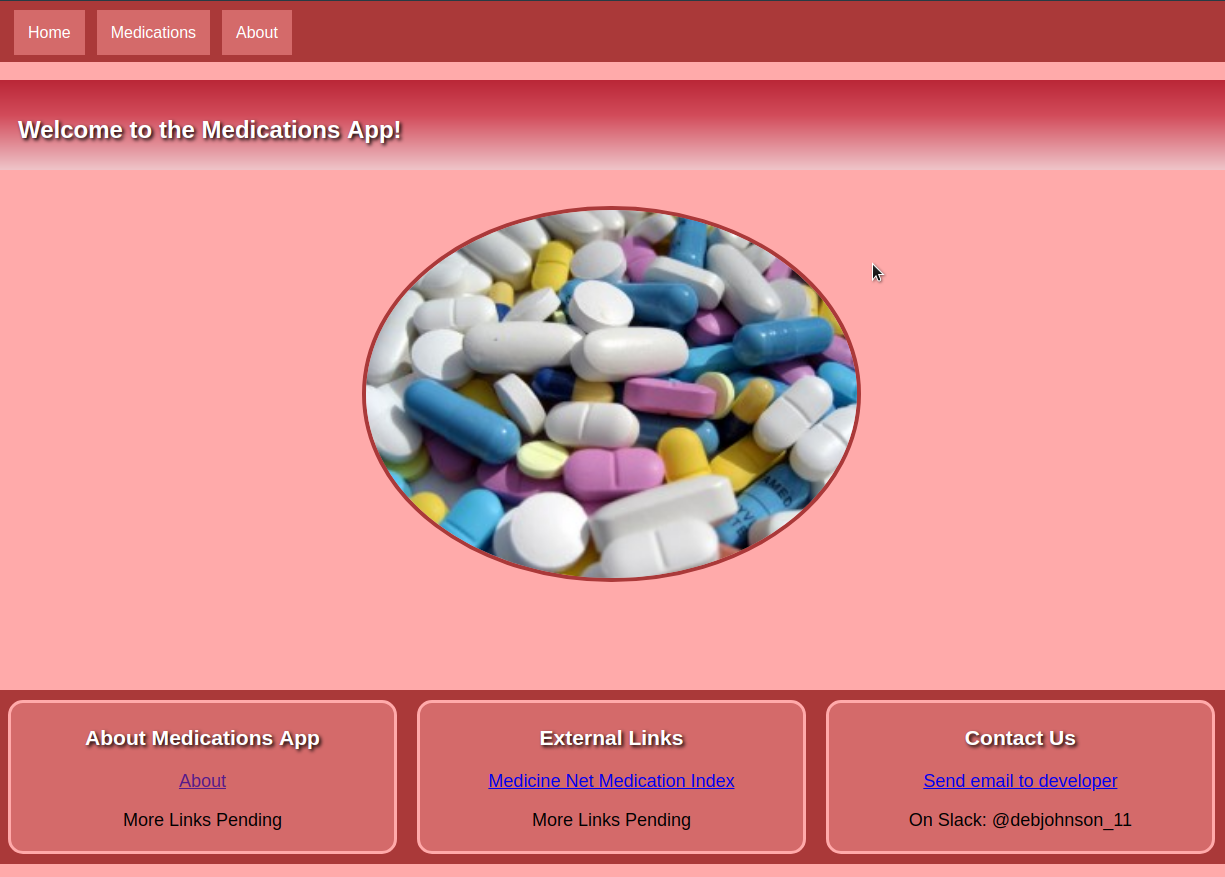 Home Medications About
Welcome to the Medications App!
About Medications App
About
More Links Pending
External Links
Medicine Net Medication Index
More Links Pending
Contact Us
Send email to developer
On Slack: @debjohnson_11